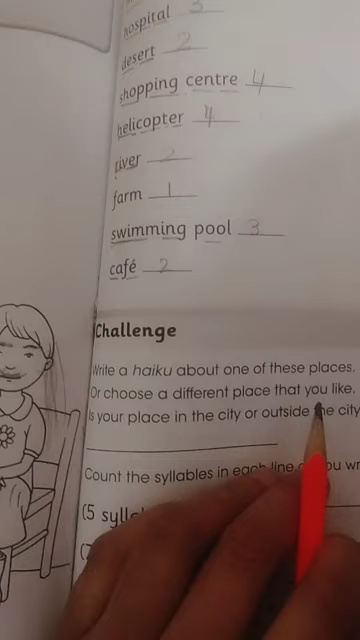 hospital 3
desert 2
shopping centre 4
helicopter 4
river 2
farm 1
swimming pool 3
café 2
Challenge
Write a haiku about one of these places.
Or choose a different place that you like.
Is your place in the city or outside the city
Count the syllables in each line
(5